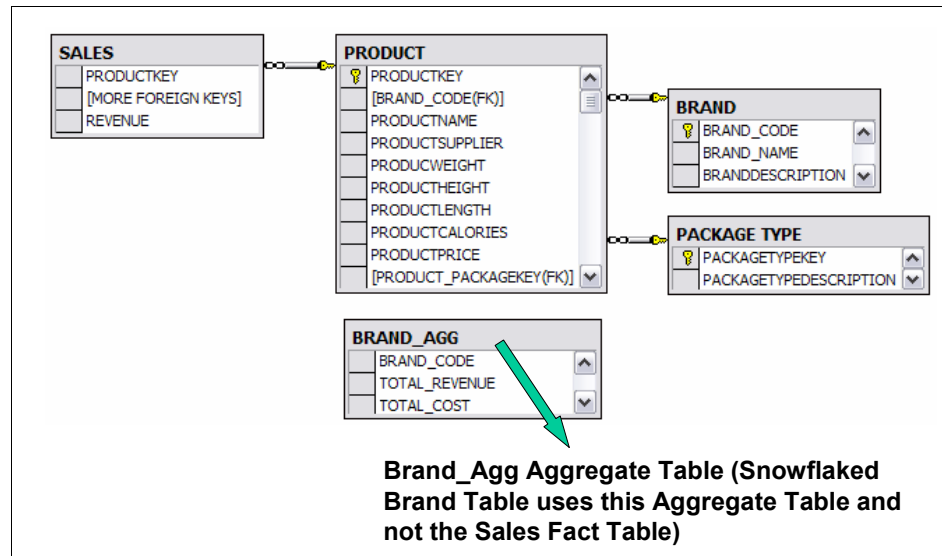 SALES
PRODUCTKEY
[MORE FOREIGN KEYS]
REVENUE
PRODUCT
PRODUCTKEY
[BRAND_CODE(FK)]
PRODUCTNAME
PRODUCTSUPPLIER
PRODUCWEIGHT
PRODUCTHEIGHT
PRODUCTLENGTH
PRODUCTCALORIES
PRODUCTPRICE
[PRODUCT_PACKAGEKEY(FK)]
BRAND
BRAND_CODE
BRAND_NAME
BRANDDESCRIPTION
PACKAGE TYPE
PACKAGETYPEKEY
PACKAGETYPEDESCRIPTION
BRAND_AGG
BRAND_CODE
TOTAL_REVENUE
TOTAL_COST
Brand_Agg Aggregate Table (Snowflaked
Brand Table uses this Aggregate Table and
not the Sales Fact Table)